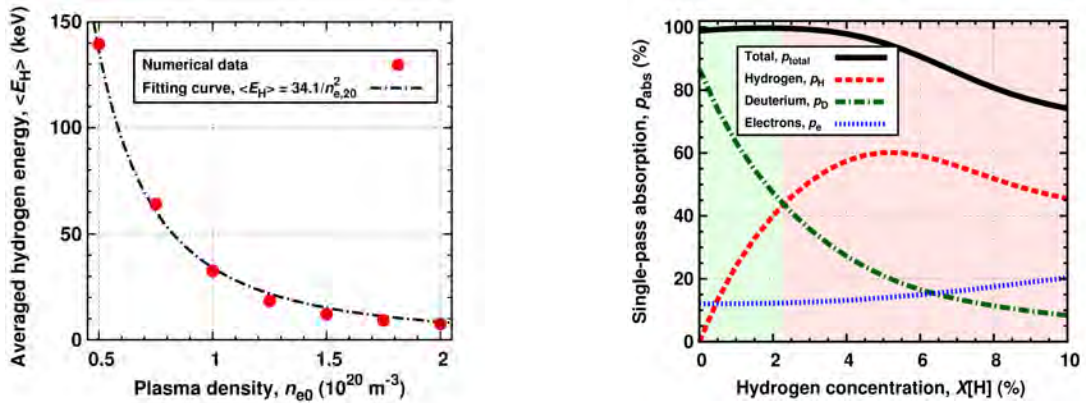 Averaged hydrogen energy, <E_H> (keV)
150
100
50
0
Numerical data
Fitting curve, <E_H> = 34.1/n²_e,20
0.5
1
1.5
2
Plasma density, n_e0 (10²⁰ m⁻³)
Single-pass absorption, p_abs (%)
100
80
60
40
20
0
Total, p_total
Hydrogen, p_H
Deuterium, p_D
Electrons, p_e
0
2
4
6
8
10
Hydrogen concentration, X[H] (%)